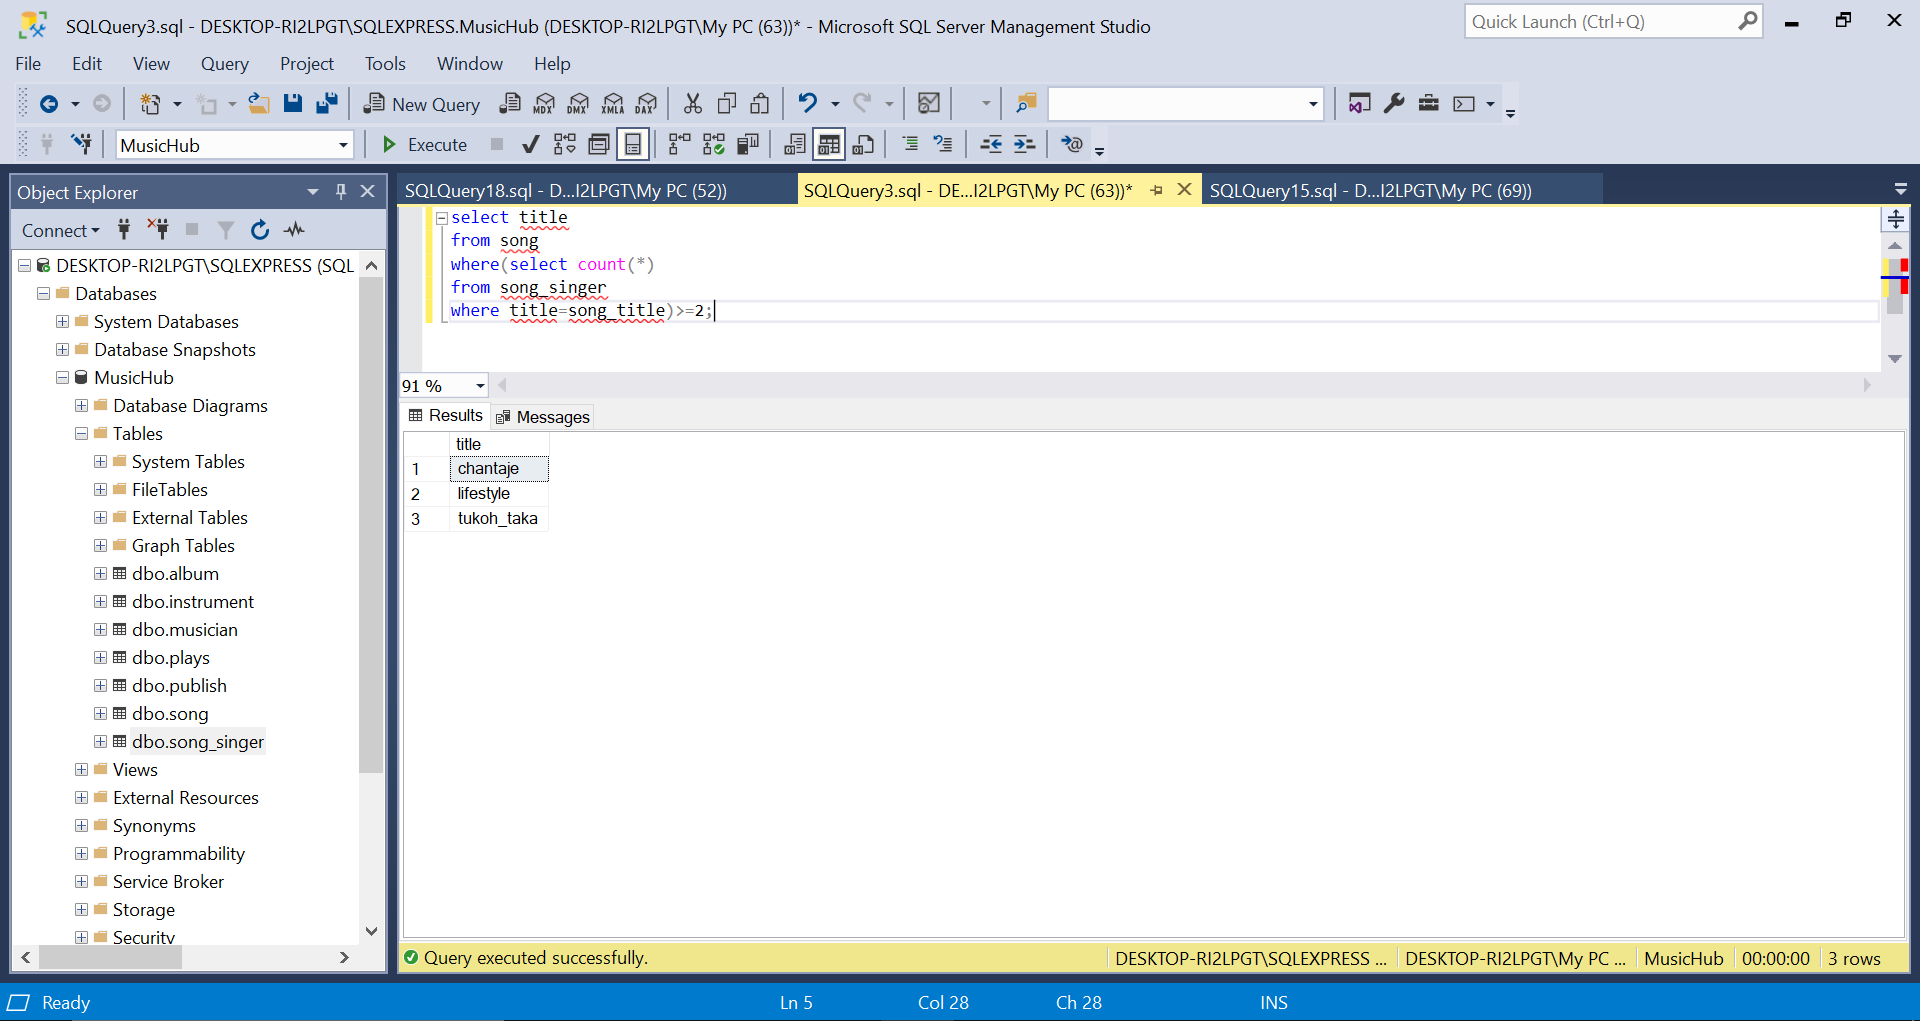 SQLQuery3.sql - DESKTOP-RI2LPGT\SQLEXPRESS.MusicHub (DESKTOP-RI2LPGT\My PC (63))* - Microsoft SQL Server Management Studio
Quick Launch (Ctrl+Q)
File Edit View Query Project Tools Window Help
New Query MDX DMX XMLA DAX
MusicHub Execute
Object Explorer
SQLQuery18.sql - D...I2LPGT\My PC (52)) SQLQuery3.sql - DE...I2LPGT\My PC (63))* SQLQuery15.sql - D...I2LPGT\My PC (69))
Connect
DESKTOP-RI2LPGT\SQLEXPRESS (SQL
Databases
System Databases
Database Snapshots
MusicHub
Database Diagrams
Tables
System Tables
FileTables
External Tables
Graph Tables
dbo.album
dbo.instrument
dbo.musician
dbo.plays
dbo.publish
dbo.song
dbo.song_singer
Views
External Resources
Synonyms
Programmability
Service Broker
Storage
Security
select title
from song
where(select count(*)
from song_singer
where title=song_title)>=2;
91 %
Results Messages
title
1 chantaje
2 lifestyle
3 tukoh_taka
Query executed successfully. DESKTOP-RI2LPGT\SQLEXPRESS ... DESKTOP-RI2LPGT\My PC ... MusicHub 00:00:00 3 rows
Ready Ln 5 Col 28 Ch 28 INS